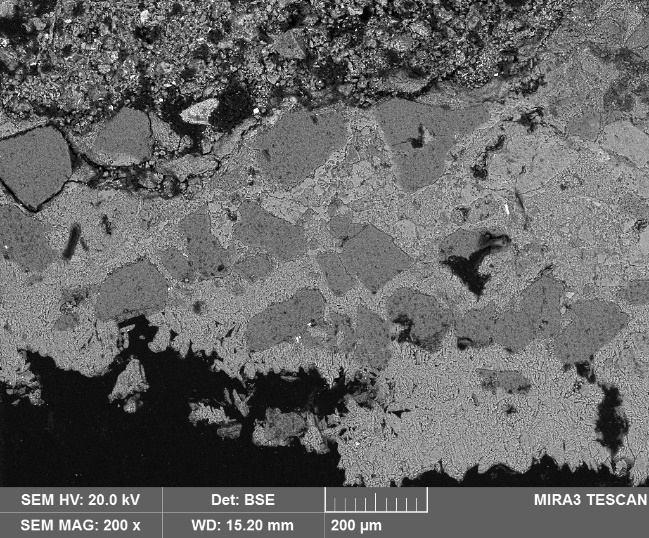 SEM HV: 20.0 kV Det: BSE MIRA3 TESCAN
SEM MAG: 200 x WD: 15.20 mm 200 µm